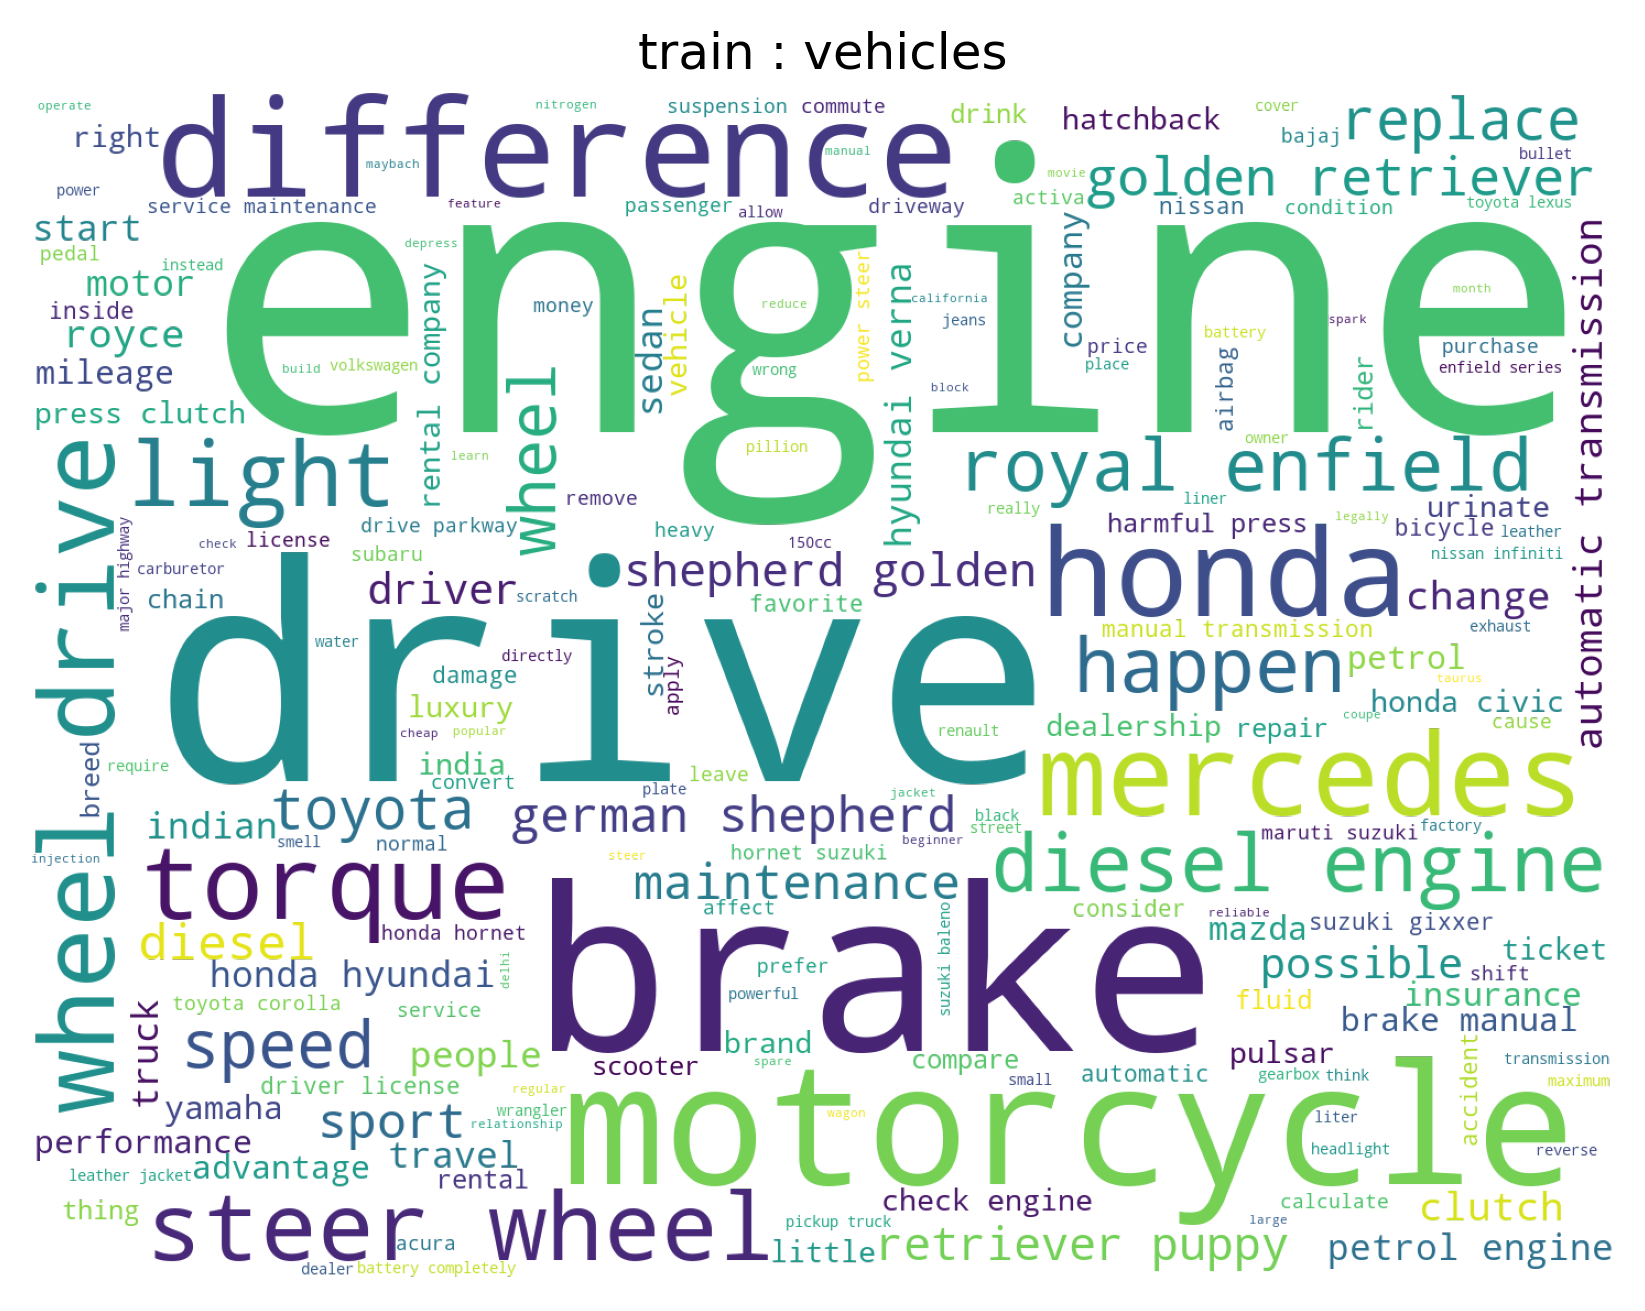 train : vehicles
operate
nitrogen
suspension
commute
drink
hatchback
cover
bajaj
replace
right
difference
maybach
manual
movie
bullet
power
service maintenance
feature
passenger
allow
driveway
activa
golden retriever
nissan
condition
toyota lexus
start
pedal
instead
depress
engine
company
automatic transmission
motor
inside
royce
mileage
press clutch
build
volkswagen
rental company
money
sedan
vehicle
reduce
wrong
power steer
hyundai verna
california
jeans
block
price
place
battery
airbag
spark
month
purchase
enfield series
rider
light
learn
wheel
pillion
owner
royal enfield
remove
liner
really
legally
urinate
bicycle
leather
nissan infiniti
harmful press
heavy
150cc
drive parkway
license
check
subaru
major highway
carburetor
chain
driver
scratch
shepherd golden
favorite
honda
change
exhaust
wheel drive
water
drive
directly
damage
stroke
apply
manual transmission
happen
petrol
taurus
honda civic
luxury
cheap
popular
renault
dealership
repair
coupe
cause
breed
require
india
convert
leave
plate
jacket
mercedes
indian
toyota
smell
normal
german shepherd
black
street
beginner
maruti suzuki
factory
injection
steer
hornet suzuki
torque
maintenance
diesel engine
affect
consider
reliable
mazda
suzuki gixxer
diesel
honda hornet
brake
suzuki baleno
possible
shift
ticket
honda hyundai
delhi
prefer
powerful
fluid
insurance
toyota corolla
service
truck
speed
people
brand
spare
scooter
compare
pulsar
brake manual
transmission
driver license
regular
small
automatic
gearbox
think
accident
maximum
yamaha
sport
wrangler
relationship
wagon
motorcycle
liter
headlight
reverse
performance
travel
leather jacket
advantage
rental
thing
steer wheel
check engine
calculate
clutch
pickup truck
large
acura
little
retriever puppy
petrol engine
dealer
battery completely